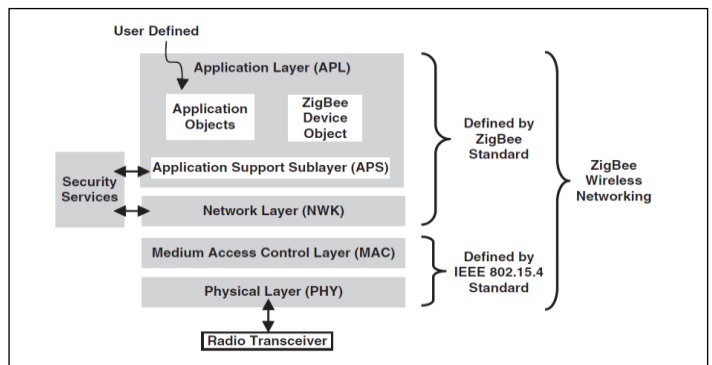 User Defined
Application Layer (APL)
Application
Objects
ZigBee
Device
Object
Application Support Sublayer (APS)
Security
Services
Network Layer (NWK)
Medium Access Control Layer (MAC)
Physical Layer (PHY)
Radio Transceiver
Defined by
ZigBee
Standard
Defined by
IEEE 802.15.4
Standard
ZigBee
Wireless
Networking